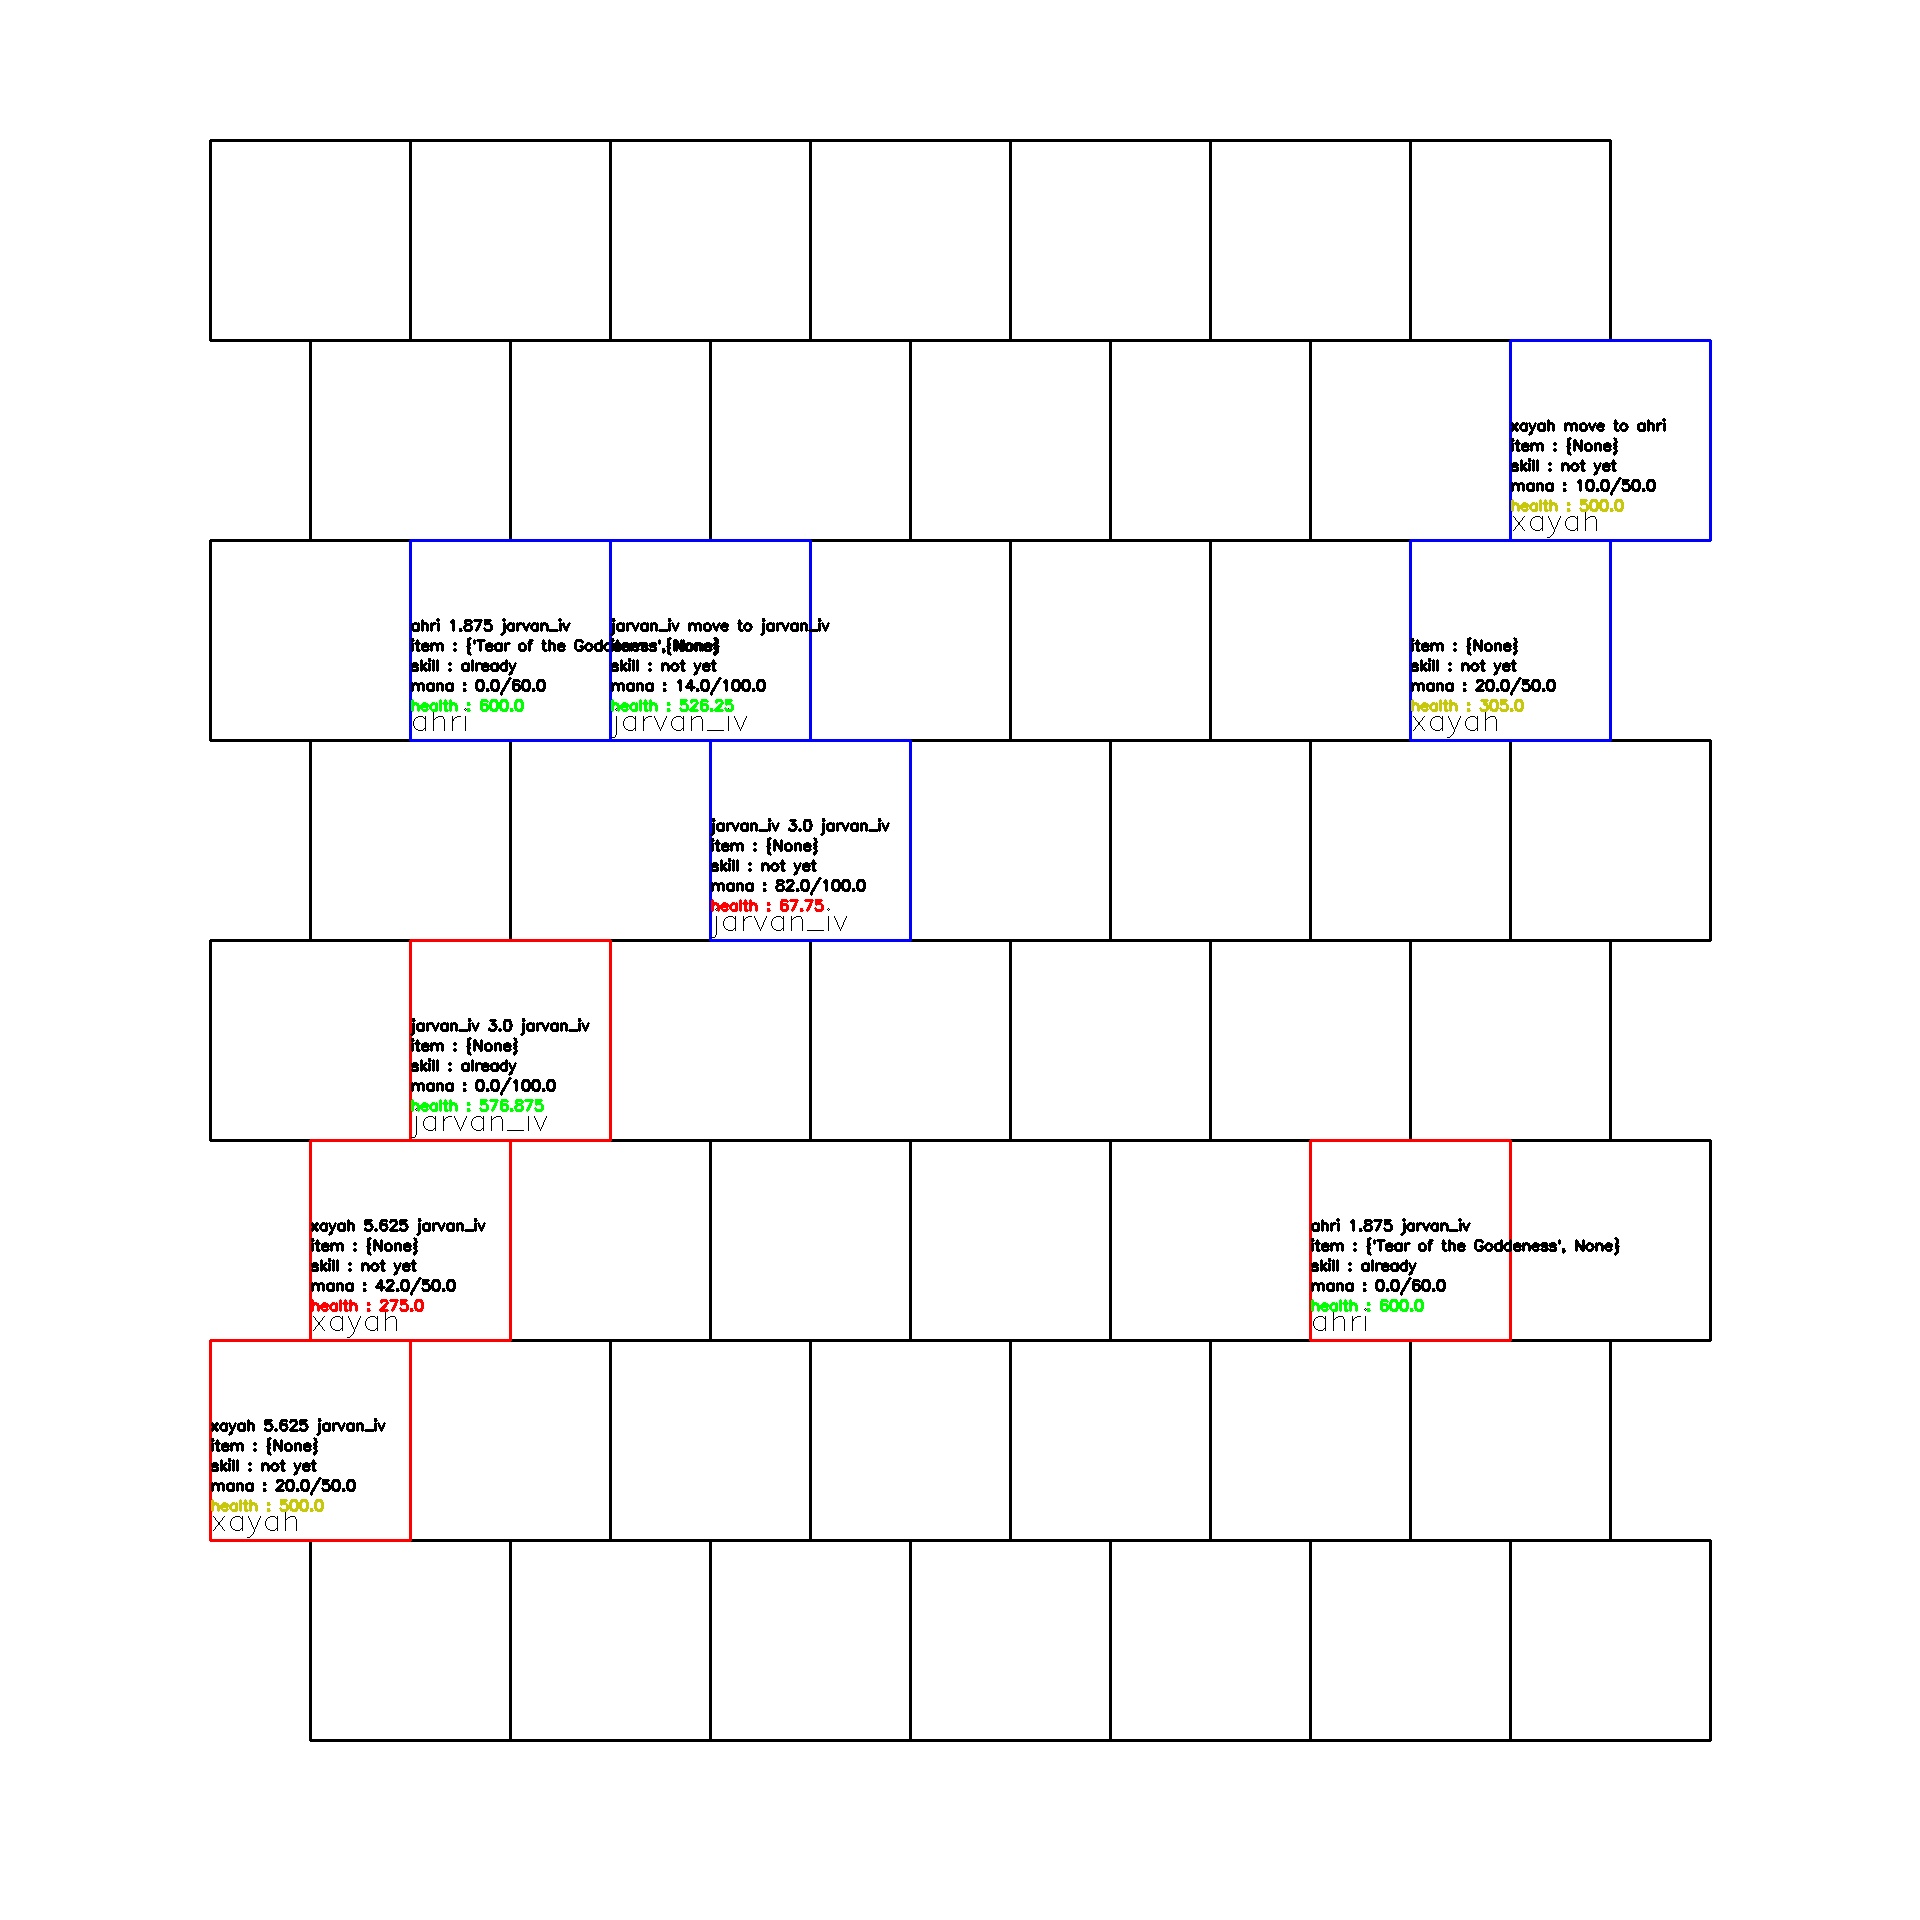 xayah move to ahri
item : {None}
skill : not yet
mana : 10.0/50.0
health : 500.0
xayah
ahri 1.875 jarvan_iv
item : {'Tear of the Goddeness', None}
skill : already
mana : 0.0/60.0
health : 600.0
ahri
jarvan_iv move to jarvan_iv
item : {None}
skill : not yet
mana : 14.0/100.0
health : 526.25
jarvan_iv
item : {None}
skill : not yet
mana : 20.0/50.0
health : 305.0
xayah
jarvan_iv 3.0 jarvan_iv
item : {None}
skill : not yet
mana : 82.0/100.0
health : 67.75
jarvan_iv
jarvan_iv 3.0 jarvan_iv
item : {None}
skill : already
mana : 0.0/100.0
health : 576.875
jarvan_iv
xayah 5.625 jarvan_iv
item : {None}
skill : not yet
mana : 42.0/50.0
health : 275.0
xayah
ahri 1.875 jarvan_iv
item : {'Tear of the Goddeness', None}
skill : already
mana : 0.0/60.0
health : 600.0
ahri
xayah 5.625 jarvan_iv
item : {None}
skill : not yet
mana : 20.0/50.0
health : 500.0
xayah